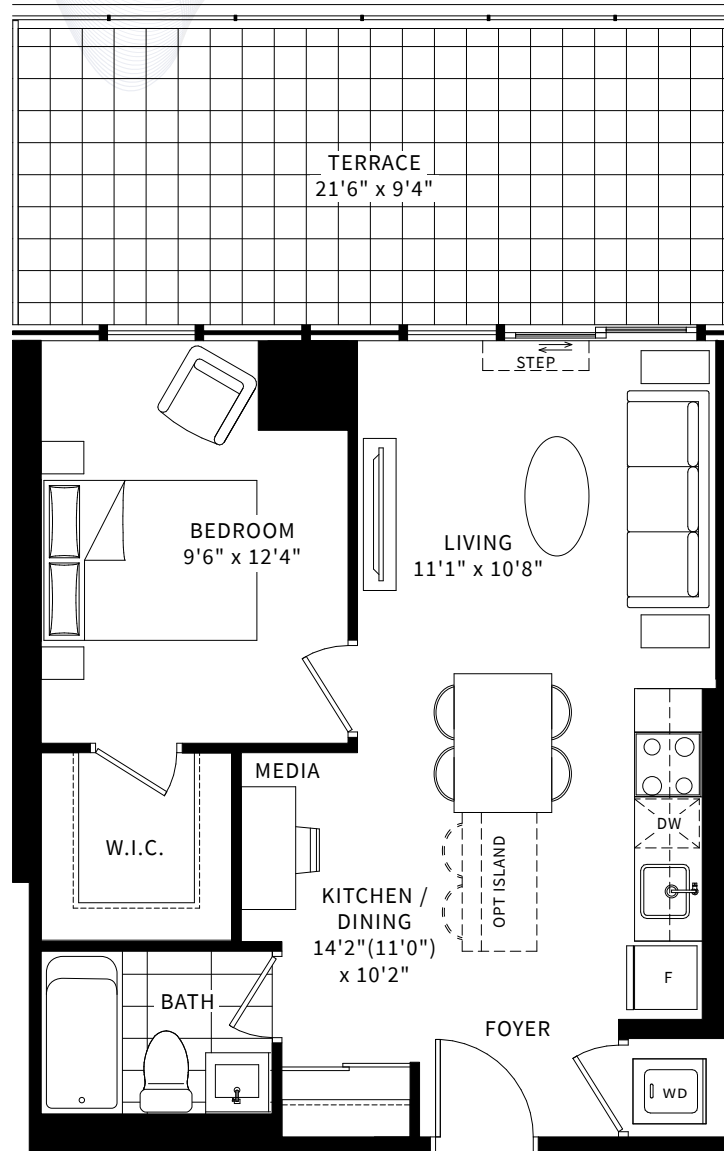 TERRACE
21'6" x 9'4"
STEP
BEDROOM
9'6" x 12'4"
LIVING
11'1" x 10'8"
MEDIA
DW
W.I.C.
OPT ISLAND
KITCHEN /
DINING
14'2"(11'0")
x 10'2"
F
BATH
FOYER
WD